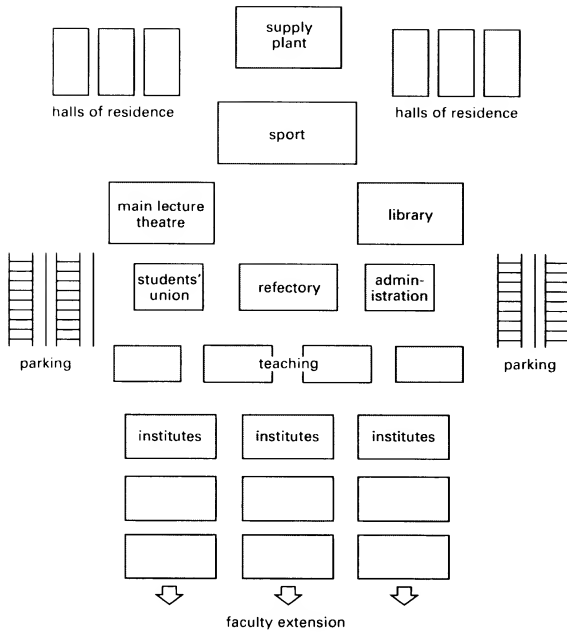 supply
plant
halls of residence
halls of residence
sport
main lecture
theatre
library
students'
union
refectory
admin-
istration
parking
teaching
parking
institutes
institutes
institutes
faculty extension